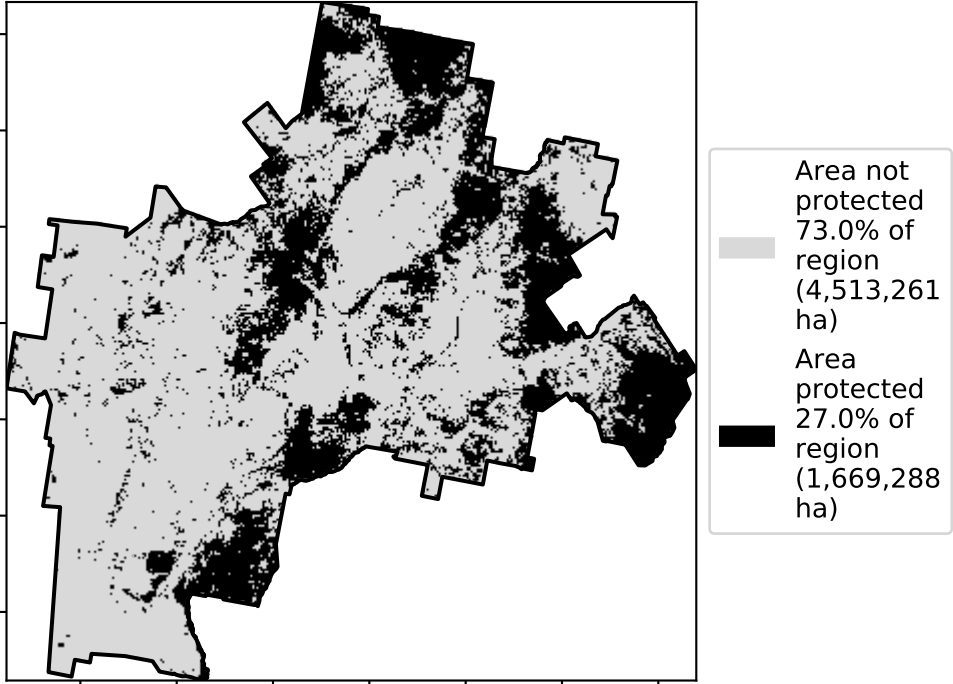 Area not
protected
73.0% of
region
(4,513,261
ha)
Area
protected
27.0% of
region
(1,669,288
ha)